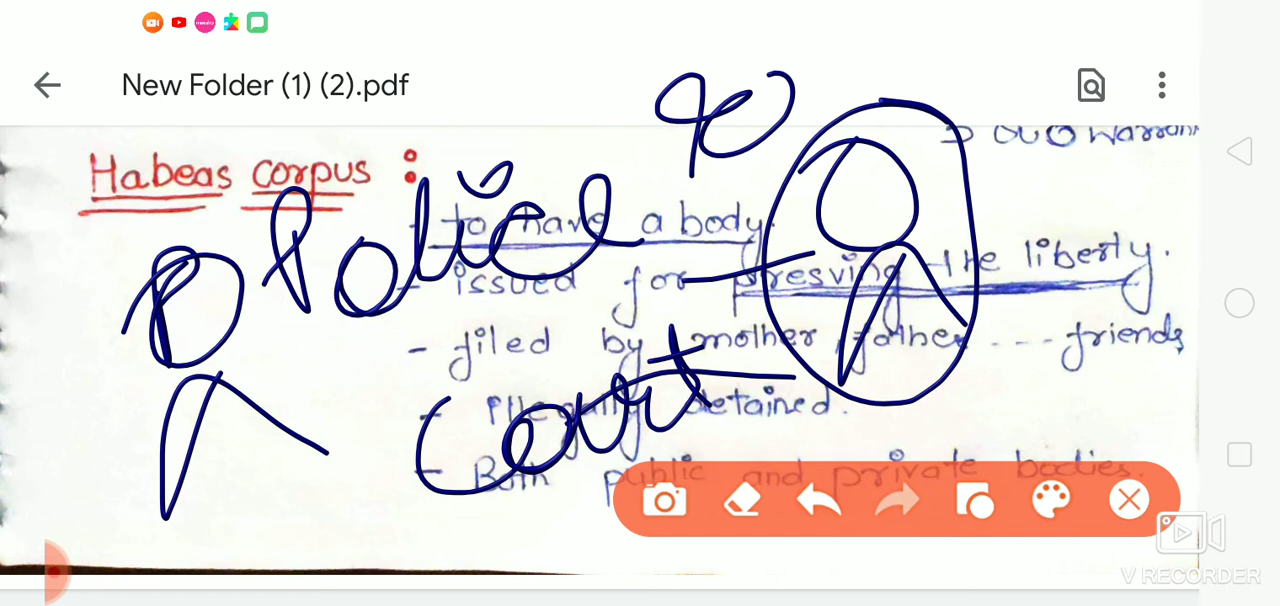 New Folder (1) (2).pdf
Habeas corpus :
- to have a body.
- issued for presving the liberty.
- filed by mother, father --- friends
- illegally detained.
- Both public and private bodies.
Police
Court
V RECORDER